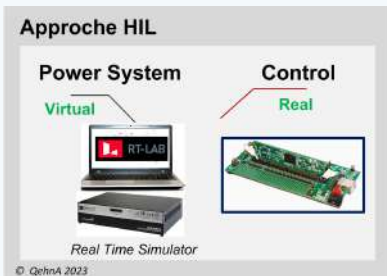 Approche HIL
Power System
Control
Virtual
Real
RT-LAB
Real Time Simulator
© QehnA 2023